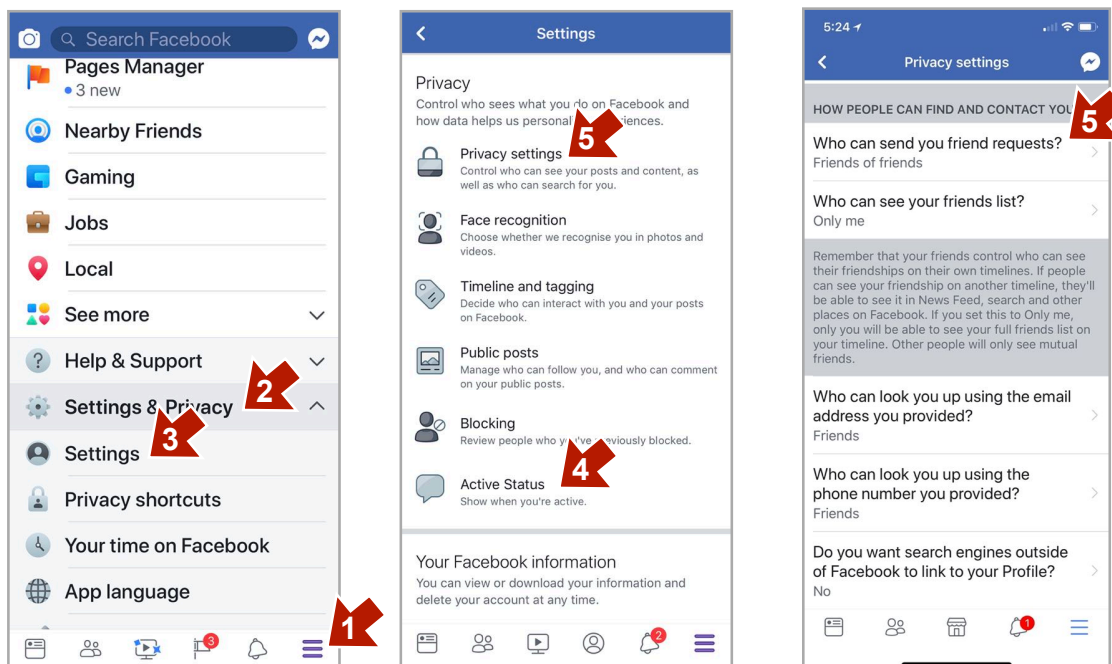 Search Facebook
Pages Manager
• 3 new
Nearby Friends
Gaming
Jobs
Local
See more
Help & Support
2
Settings & Privacy
3
Settings
Privacy shortcuts
Your time on Facebook
App language
1
3
Settings
Privacy
Control who sees what you do on Facebook and
how data helps us
5
Privacy settings
Control who can see your posts and content, as
well as who can search for you.
Face recognition
Choose whether we recognise you in photos and
videos.
Timeline and tagging
Decide who can interact with you and your posts
on Facebook.
Public posts
Manage who can follow you, and who can comment
on your public posts.
Blocking
Review people who you've previously blocked.
4
Active Status
Show when you're active.
Your Facebook information
You can view or download your information and
delete your account at any time.
2
5:24
Privacy settings
HOW PEOPLE CAN FIND AND CONTACT YOU
5
Who can send you friend requests?
Friends of friends
Who can see your friends list?
Only me
Remember that your friends control who can see
their friendships on their own timelines. If people
can see your friendship on another timeline, they'll
be able to see it in News Feed, search and other
places on Facebook. If you set this to Only me,
only you will be able to see your full friends list on
your timeline. Other people will only see mutual
friends.
Who can look you up using the email
address you provided?
Friends
Who can look you up using the
phone number you provided?
Friends
Do you want search engines outside
of Facebook to link to your Profile?
No
1